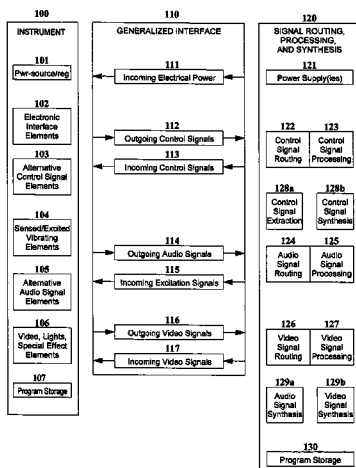 100
INSTRUMENT
101
Pwr-source/reg
102
Electronic
Interface
Elements
103
Alternative
Control Signal
Elements
104
Sensed/Excited
Vibrating
Elements
105
Alternative
Audio Signal
Elements
106
Video, Lights,
Special Effect
Elements
107
Program Storage
110
GENERALIZED INTERFACE
111
Incoming Electrical Power
112
Outgoing Control Signals
113
Incoming Control Signals
114
Outgoing Audio Signals
115
Incoming Excitation Signals
116
Outgoing Video Signals
117
Incoming Video Signals
120
SIGNAL ROUTING,
PROCESSING,
AND SYNTHESIS
121
Power Supply(ies)
122 123
Control Control
Signal Signal
Routing Processing
128a 128b
Control Control
Signal Signal
Extraction Synthesis
124 125
Audio Audio
Signal Signal
Routing Processing
126 127
Video Video
Signal Signal
Routing Processing
129a 129b
Audio Video
Signal Signal
Synthesis Synthesis
130
Program Storage